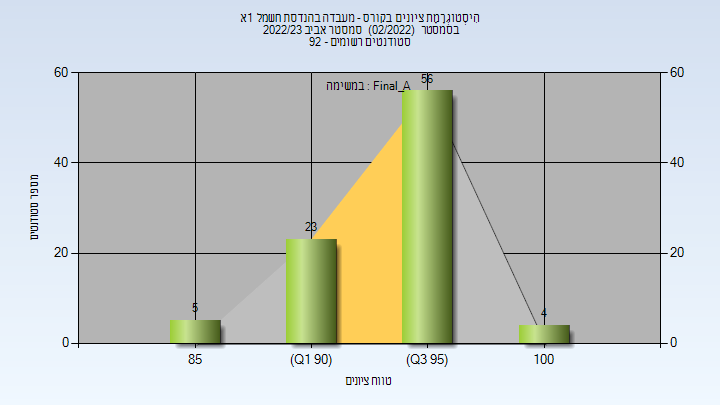 היסטוגרמת ציונים בקורס - מעבדה בהנדסת חשמל 1א
בסמסטר (02/2022) סמסטר אביב 2022/23
סטודנטים רשומים - 92
במשימה : Final_A
60
40
20
0
60
40
20
0
5
23
56
4
85
(Q1 90)
(Q3 95)
100
מספר סטודנטים
טווח ציונים